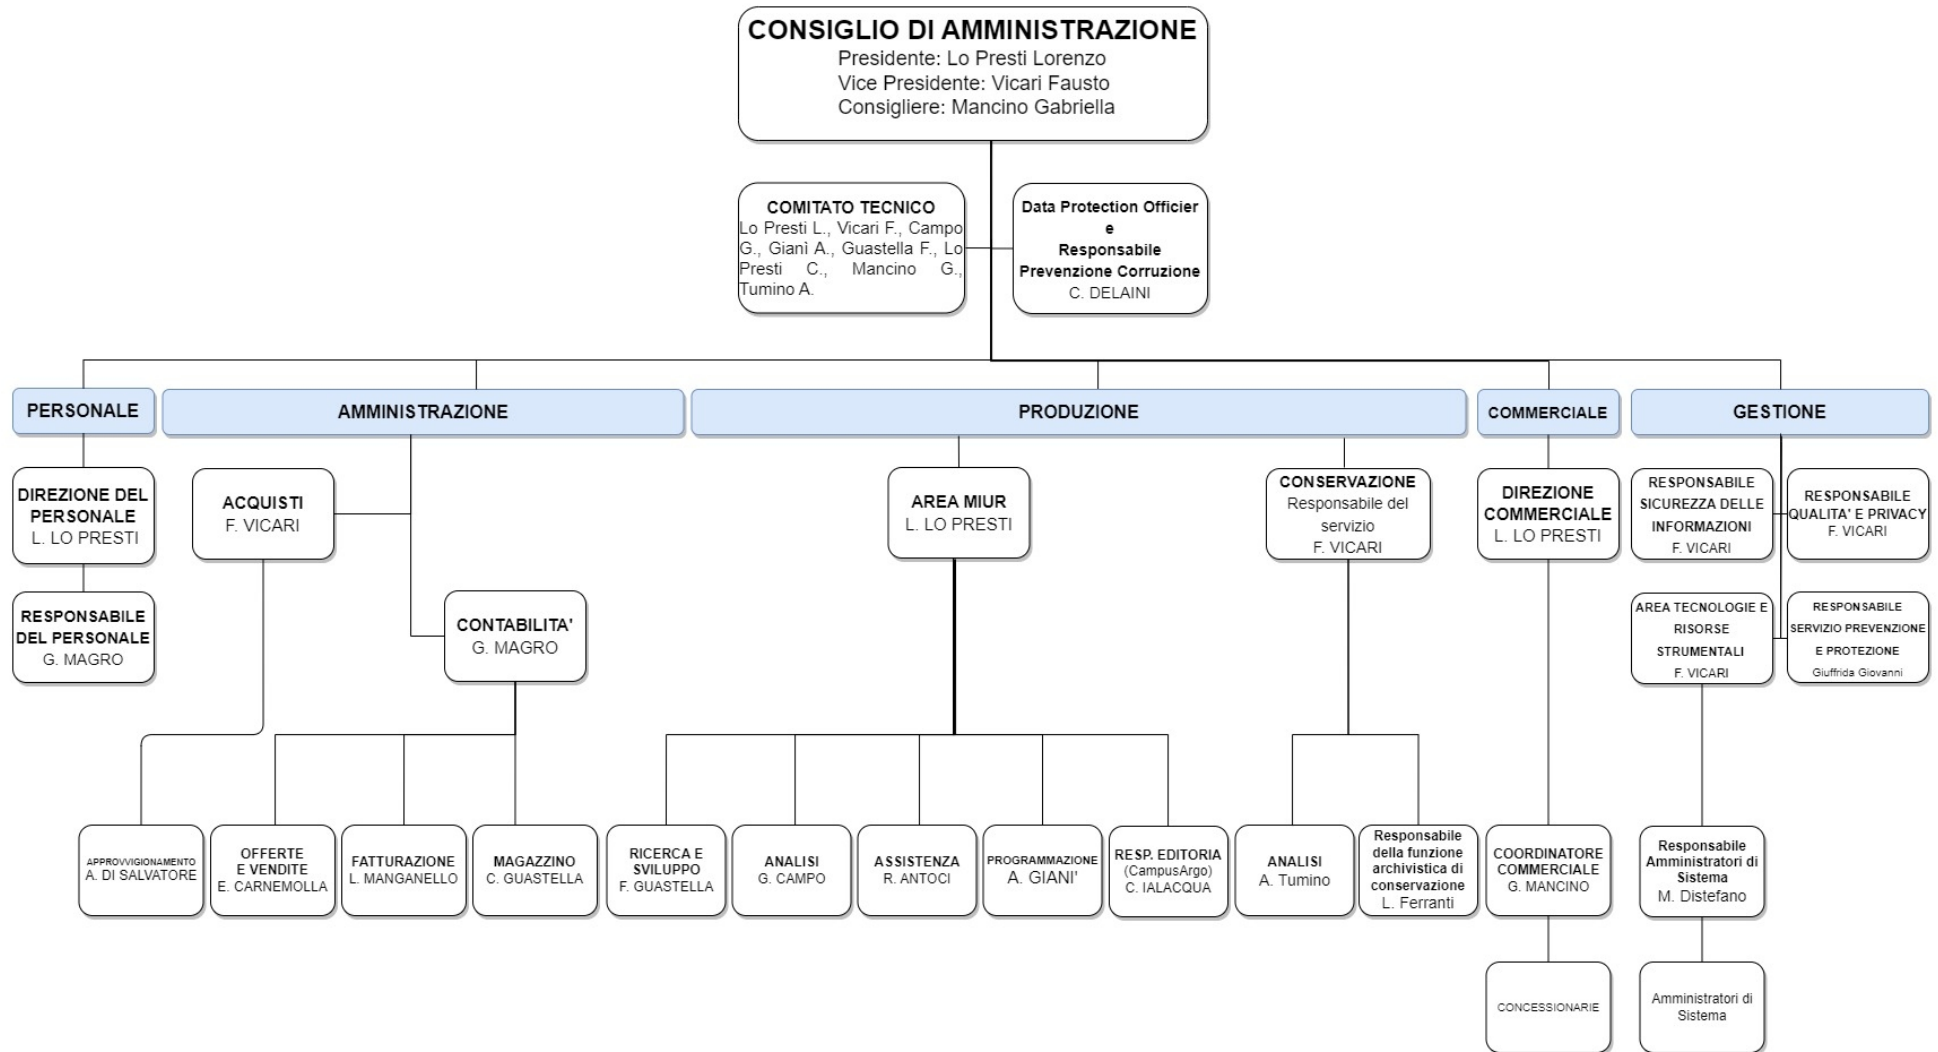 CONSIGLIO DI AMMINISTRAZIONE
Presidente: Lo Presti Lorenzo
Vice Presidente: Vicari Fausto
Consigliere: Mancino Gabriella
COMITATO TECNICO
Lo Presti L., Vicari F., Campo
G., Gianì A., Guastella F., Lo
Presti C., Mancino G.,
Tumino A.
Data Protection Officier
e
Responsabile
Prevenzione Corruzione
C. DELAINI
PERSONALE
AMMINISTRAZIONE
PRODUZIONE
COMMERCIALE
GESTIONE
DIREZIONE DEL
PERSONALE
L. LO PRESTI
ACQUISTI
F. VICARI
AREA MIUR
L. LO PRESTI
CONSERVAZIONE
Responsabile del
servizio
F. VICARI
DIREZIONE
COMMERCIALE
L. LO PRESTI
RESPONSABILE
SICUREZZA DELLE
INFORMAZIONI
F. VICARI
RESPONSABILE
QUALITA' E PRIVACY
F. VICARI
RESPONSABILE
DEL PERSONALE
G. MAGRO
CONTABILITA'
G. MAGRO
AREA TECNOLOGIE E
RISORSE
STRUMENTALI
F. VICARI
RESPONSABILE
SERVIZIO PREVENZIONE
E PROTEZIONE
Giuffrida Giovanni
APPROVVIGIONAMENTO
A. DI SALVATORE
OFFERTE
E VENDITE
E. CARNEMOLLA
FATTURAZIONE
L. MANGANELLO
MAGAZZINO
C. GUASTELLA
RICERCA E
SVILUPPO
F. GUASTELLA
ANALISI
G. CAMPO
ASSISTENZA
R. ANTOCI
PROGRAMMAZIONE
A. GIANI'
RESP. EDITORIA
(CampusArgo)
C. IALACQUA
ANALISI
A. Tumino
Responsabile
della funzione
archivistica di
conservazione
L. Ferranti
COORDINATORE
COMMERCIALE
G. MANCINO
Responsabile
Amministratori di
Sistema
M. Distefano
CONCESSIONARIE
Amministratori di
Sistema